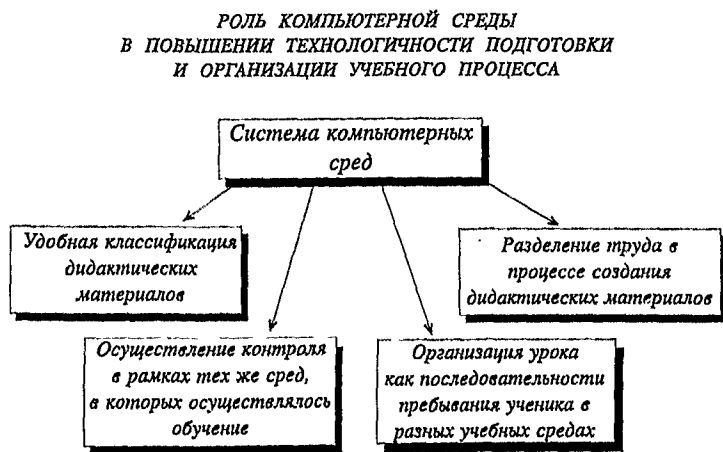 РОЛЬ КОМПЬЮТЕРНОЙ СРЕДЫ
В ПОВЫШЕНИИ ТЕХНОЛОГИЧНОСТИ ПОДГОТОВКИ
И ОРГАНИЗАЦИИ УЧЕБНОГО ПРОЦЕССА
Система компьютерных
сред
Удобная классификация
дидактических
материалов
Разделение труда в
процессе создания
дидактических материалов
Осуществление контроля
в рамках тех же сред,
в которых осуществлялось
обучение
Организация урока
как последовательности
пребывания ученика в
разных учебных средах